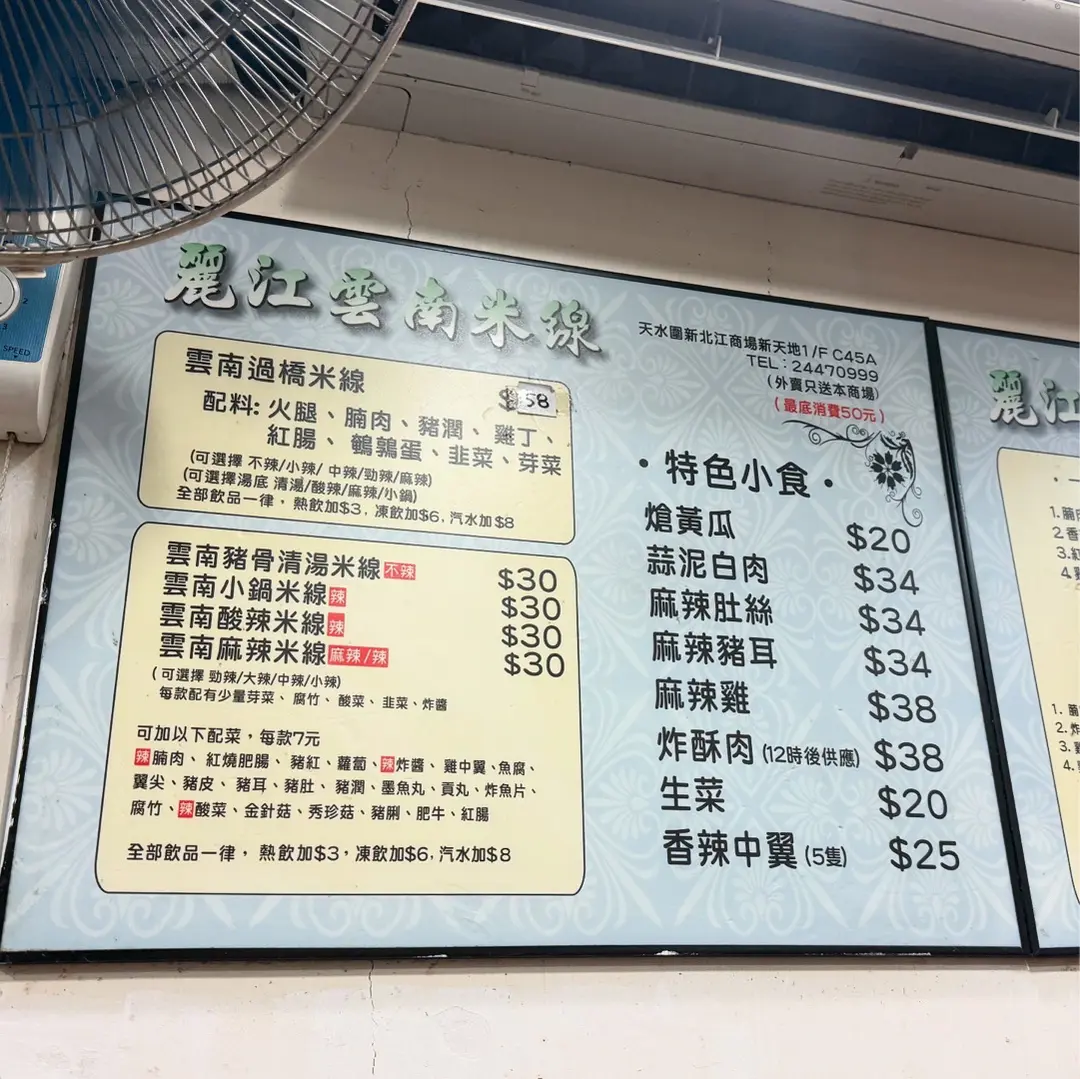 麗江雲南米線
天水圍新北江商場新天地1/F C45A
TEL：24470999
(外賣只送本商場)
(最底消費50元)
雲南過橋米線 $58
配料: 火腿、腩肉、豬潤、雞丁、
紅腸、鵪鶉蛋、韭菜、芽菜
(可選擇 不辣/小辣/中辣/勁辣/麻辣)
(可選擇湯底 清湯/酸辣/麻辣/小鍋)
全部飲品一律，熱飲加$3，凍飲加$6，汽水加$8
雲南豬骨清湯米線 不辣 $30
雲南小鍋米線 辣 $30
雲南酸辣米線 辣 $30
雲南麻辣米線 麻辣/辣 $30
(可選擇 勁辣/大辣/中辣/小辣)
每款配有少量芽菜、腐竹、酸菜、韭菜、炸醬
可加以下配菜，每款7元
辣腩肉、紅燒肥腸、豬紅、蘿蔔、辣炸醬、雞中翼、魚腐、
翼尖、豬皮、豬耳、豬肚、豬潤、墨魚丸、貢丸、炸魚片、
腐竹、辣酸菜、金針菇、秀珍菇、豬脷、肥牛、紅腸
全部飲品一律，熱飲加$3，凍飲加$6，汽水加$8
·特色小食·
熗黃瓜 $20
蒜泥白肉 $34
麻辣肚絲 $34
麻辣豬耳 $34
麻辣雞 $38
炸酥肉 (12時後供應) $38
生菜 $20
香辣中翼 (5隻) $25
麗江
1.腩
2.香
3.紅
4.
1.
2.炸
3.
4.
2
3
SPEED